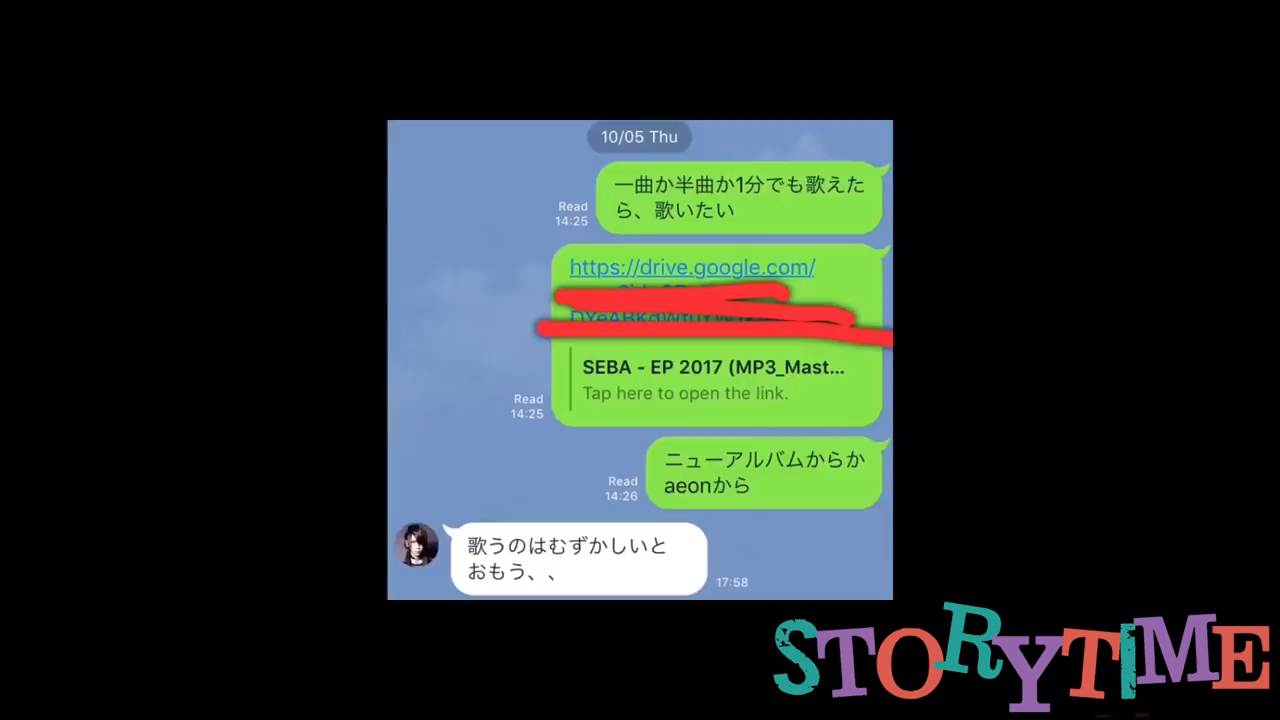 10/05 Thu
一曲か半曲か1分でも歌えた
ら、歌いたい
Read
14:25
https://drive.google.com/
SEBA - EP 2017 (MP3_Mast...
Tap here to open the link.
Read
14:25
ニューアルバムからか
aeonから
Read
14:26
歌うのはむずかしいと
おもう、、
17:58
STORYTIME